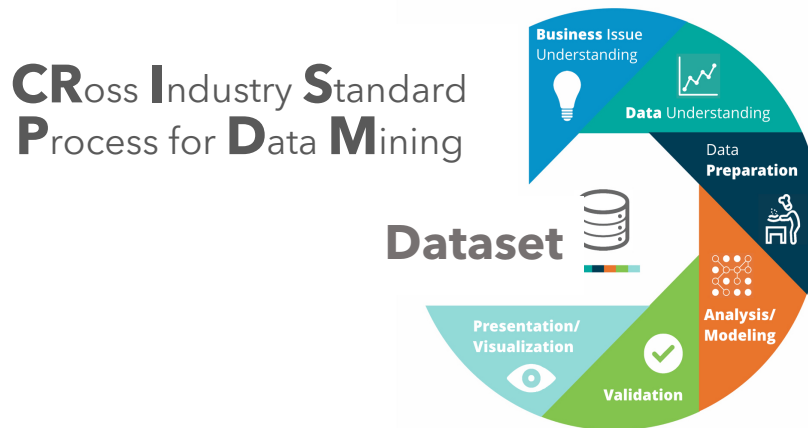 CRoss Industry Standard
Process for Data Mining
Business Issue
Understanding
Data Understanding
Data
Preparation
Dataset
Analysis/
Modeling
Validation
Presentation/
Visualization